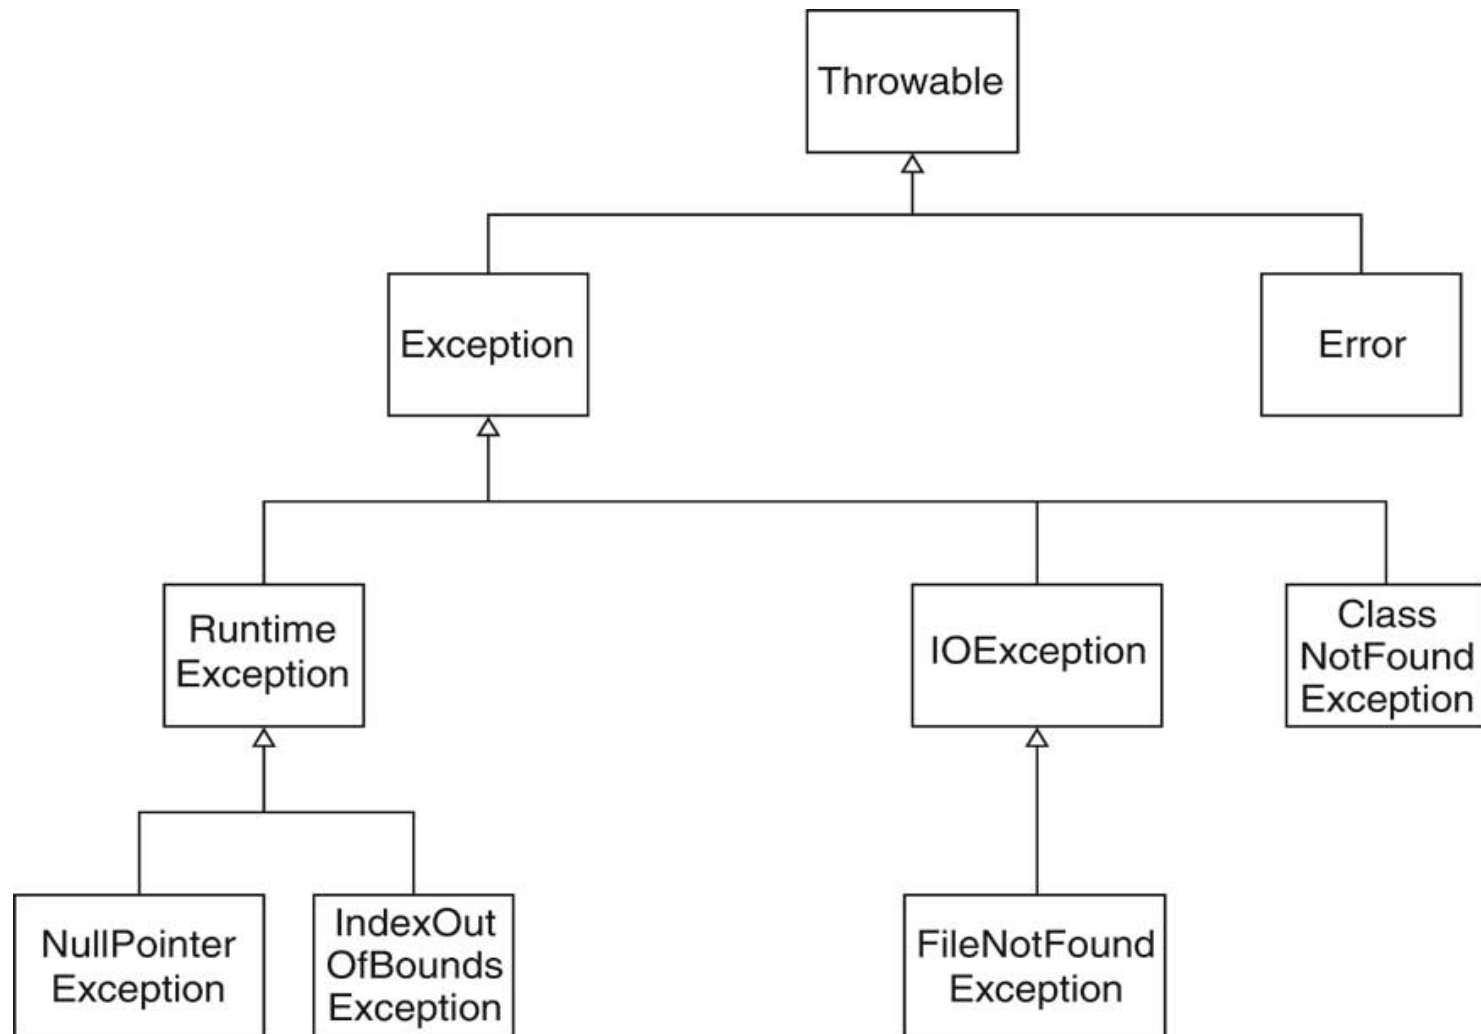 Throwable
Exception
Error
Runtime
Exception
IOException
Class
NotFound
Exception
NullPointer
Exception
IndexOut
OfBounds
Exception
FileNotFound
Exception